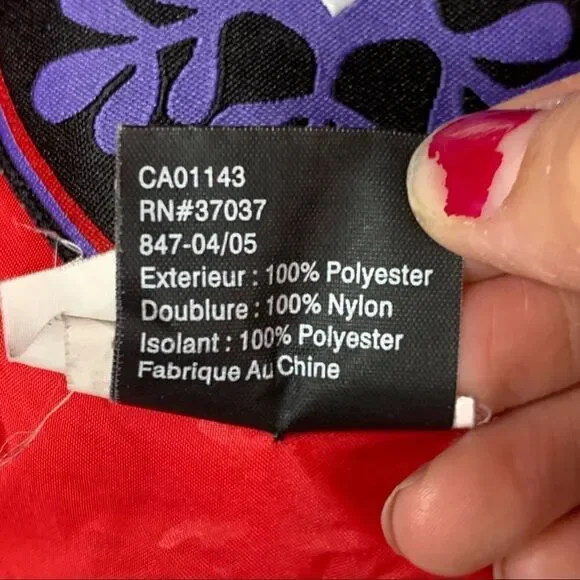 CA01143
RN#37037
847-04/05
Exterieur : 100% Polyester
Doublure : 100% Nylon
Isolant : 100% Polyester
Fabrique Au Chine